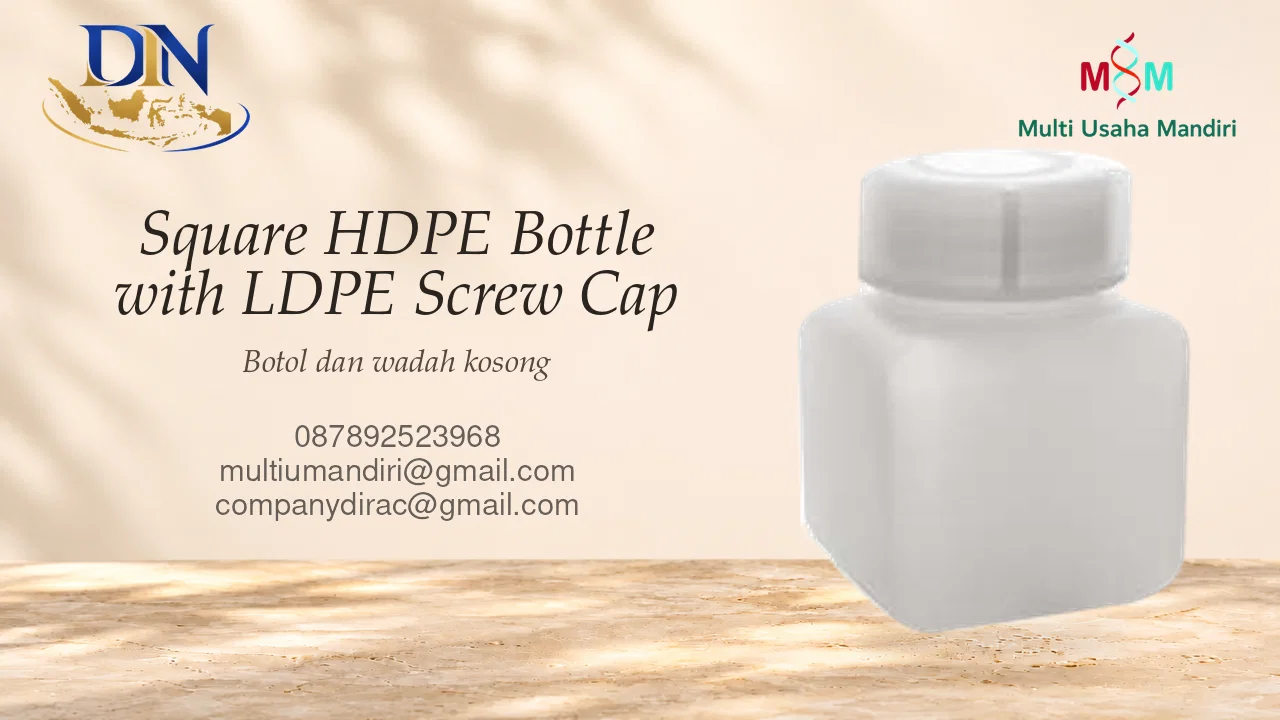 DIN
M M
Multi Usaha Mandiri
Square HDPE Bottle
with LDPE Screw Cap
Botol dan wadah kosong
087892523968
multiumandiri@gmail.com
companydirac@gmail.com